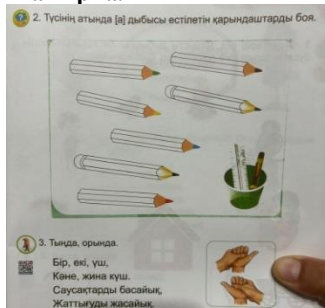 2. Түсінің атында [а] дыбысы естілетін қарындаштарды боя.
3. Тыңда, орында.
Бір, екі, үш,
Кәне, жина күш.
Саусақтарды басайық,
Жаттығуды жасайық.